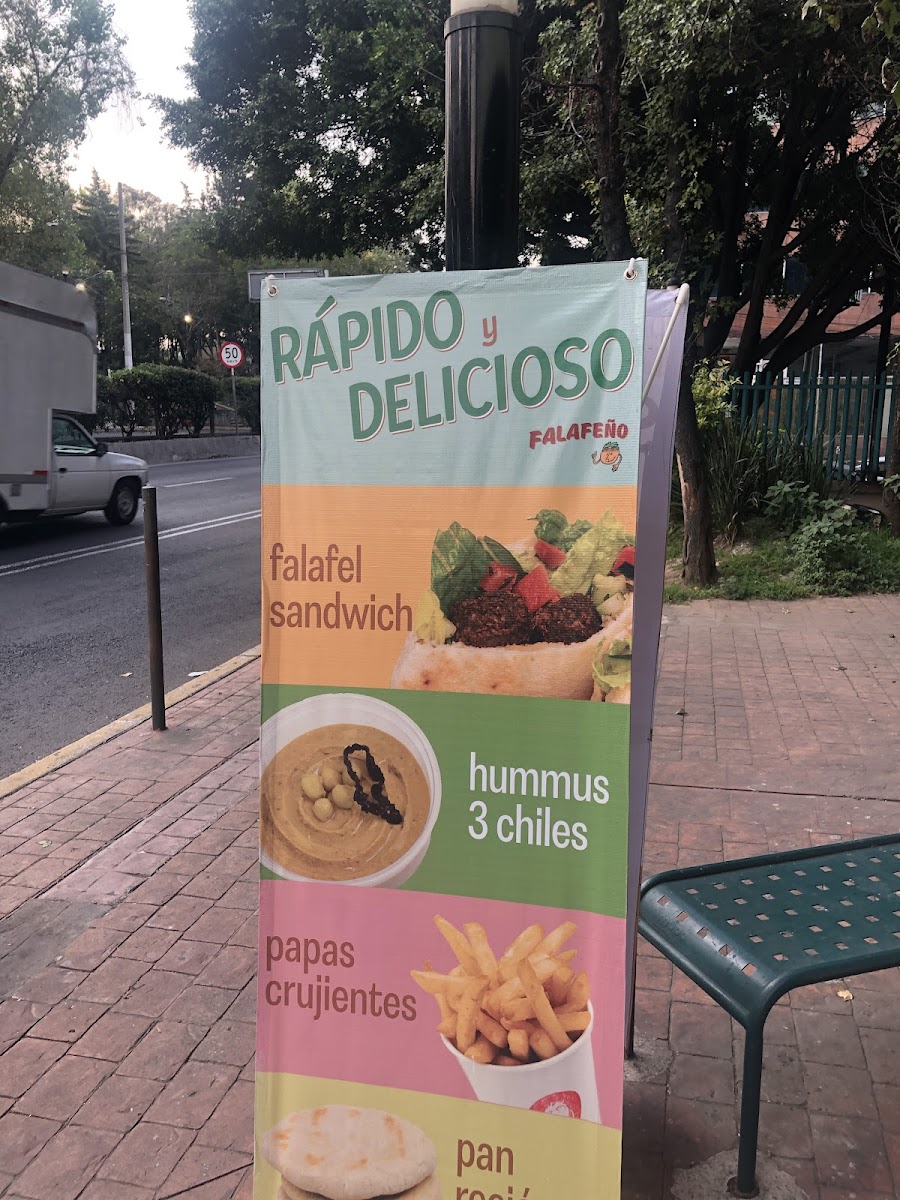 RÁPIDO y
DELICIOSO
FALAFEÑO
falafel
sandwich
hummus
3 chiles
papas
crujientes
pan
50